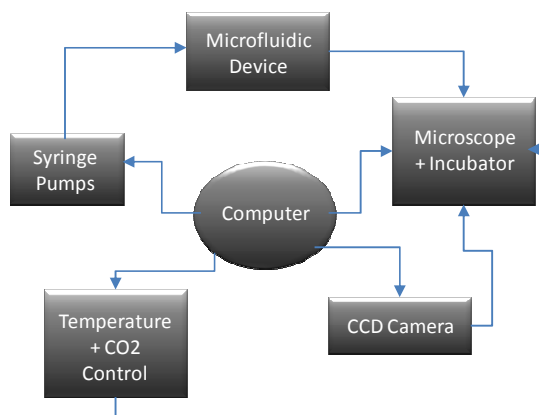 Microfluidic
Device
Microscope
+ Incubator
Syringe
Pumps
Computer
Temperature
+ CO2
Control
CCD Camera